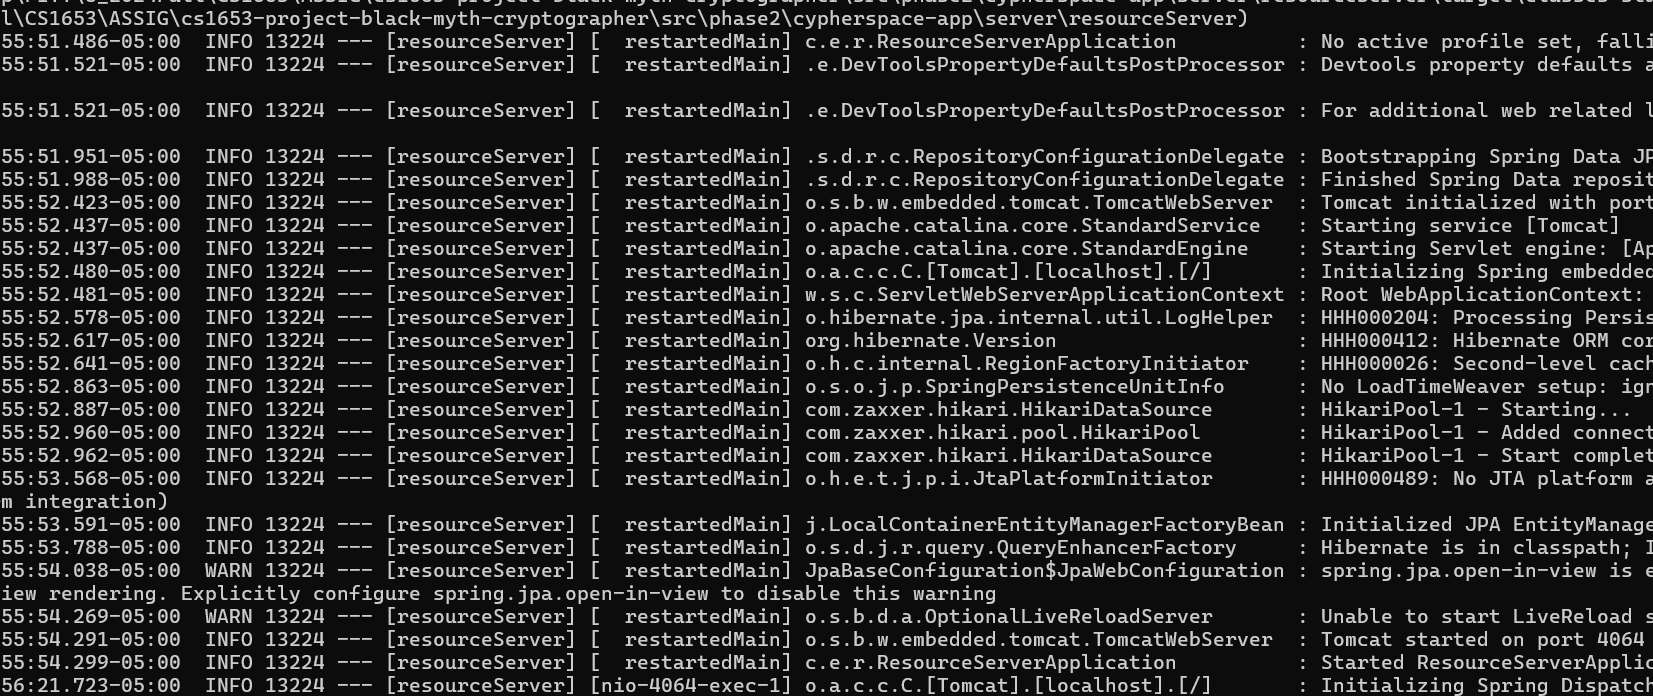 l\CS1653\ASSIG\cs1653-project-black-myth-cryptographer\src\phase2\cypherspace-app\server\resourceServer)
55:51.486-05:00  INFO 13224 --- [resourceServer] [  restartedMain] c.e.r.ResourceServerApplication          : No active profile set, falli
55:51.521-05:00  INFO 13224 --- [resourceServer] [  restartedMain] .e.DevToolsPropertyDefaultsPostProcessor : Devtools property defaults a
55:51.521-05:00  INFO 13224 --- [resourceServer] [  restartedMain] .e.DevToolsPropertyDefaultsPostProcessor : For additional web related l
55:51.951-05:00  INFO 13224 --- [resourceServer] [  restartedMain] .s.d.r.c.RepositoryConfigurationDelegate : Bootstrapping Spring Data JP
55:51.988-05:00  INFO 13224 --- [resourceServer] [  restartedMain] .s.d.r.c.RepositoryConfigurationDelegate : Finished Spring Data reposit
55:52.423-05:00  INFO 13224 --- [resourceServer] [  restartedMain] o.s.b.w.embedded.tomcat.TomcatWebServer  : Tomcat initialized with port
55:52.437-05:00  INFO 13224 --- [resourceServer] [  restartedMain] o.apache.catalina.core.StandardService   : Starting service [Tomcat]
55:52.437-05:00  INFO 13224 --- [resourceServer] [  restartedMain] o.apache.catalina.core.StandardEngine    : Starting Servlet engine: [Ap
55:52.480-05:00  INFO 13224 --- [resourceServer] [  restartedMain] o.a.c.c.C.[Tomcat].[localhost].[/]       : Initializing Spring embedded
55:52.481-05:00  INFO 13224 --- [resourceServer] [  restartedMain] w.s.c.ServletWebServerApplicationContext : Root WebApplicationContext:
55:52.578-05:00  INFO 13224 --- [resourceServer] [  restartedMain] o.hibernate.jpa.internal.util.LogHelper  : HHH000204: Processing Persis
55:52.617-05:00  INFO 13224 --- [resourceServer] [  restartedMain] org.hibernate.Version                    : HHH000412: Hibernate ORM cor
55:52.641-05:00  INFO 13224 --- [resourceServer] [  restartedMain] o.h.c.internal.RegionFactoryInitiator    : HHH000026: Second-level cach
55:52.863-05:00  INFO 13224 --- [resourceServer] [  restartedMain] o.s.o.j.p.SpringPersistenceUnitInfo      : No LoadTimeWeaver setup: ign
55:52.887-05:00  INFO 13224 --- [resourceServer] [  restartedMain] com.zaxxer.hikari.HikariDataSource       : HikariPool-1 - Starting...
55:52.960-05:00  INFO 13224 --- [resourceServer] [  restartedMain] com.zaxxer.hikari.pool.HikariPool        : HikariPool-1 - Added connect
55:52.962-05:00  INFO 13224 --- [resourceServer] [  restartedMain] com.zaxxer.hikari.HikariDataSource       : HikariPool-1 - Start complet
55:53.568-05:00  INFO 13224 --- [resourceServer] [  restartedMain] o.h.e.t.j.p.i.JtaPlatformInitiator       : HHH000489: No JTA platform a
m integration)
55:53.591-05:00  INFO 13224 --- [resourceServer] [  restartedMain] j.LocalContainerEntityManagerFactoryBean : Initialized JPA EntityManage
55:53.788-05:00  INFO 13224 --- [resourceServer] [  restartedMain] o.s.d.j.r.query.QueryEnhancerFactory     : Hibernate is in classpath; I
55:54.038-05:00  WARN 13224 --- [resourceServer] [  restartedMain] JpaBaseConfiguration$JpaWebConfiguration : spring.jpa.open-in-view is e
iew rendering. Explicitly configure spring.jpa.open-in-view to disable this warning
55:54.269-05:00  WARN 13224 --- [resourceServer] [  restartedMain] o.s.b.d.a.OptionalLiveReloadServer       : Unable to start LiveReload s
55:54.291-05:00  INFO 13224 --- [resourceServer] [  restartedMain] o.s.b.w.embedded.tomcat.TomcatWebServer  : Tomcat started on port 4064
55:54.299-05:00  INFO 13224 --- [resourceServer] [  restartedMain] c.e.r.ResourceServerApplication          : Started ResourceServerApplic
56:21.723-05:00  INFO 13224 --- [resourceServer] [nio-4064-exec-1] o.a.c.c.C.[Tomcat].[localhost].[/]       : Initializing Spring Dispatch